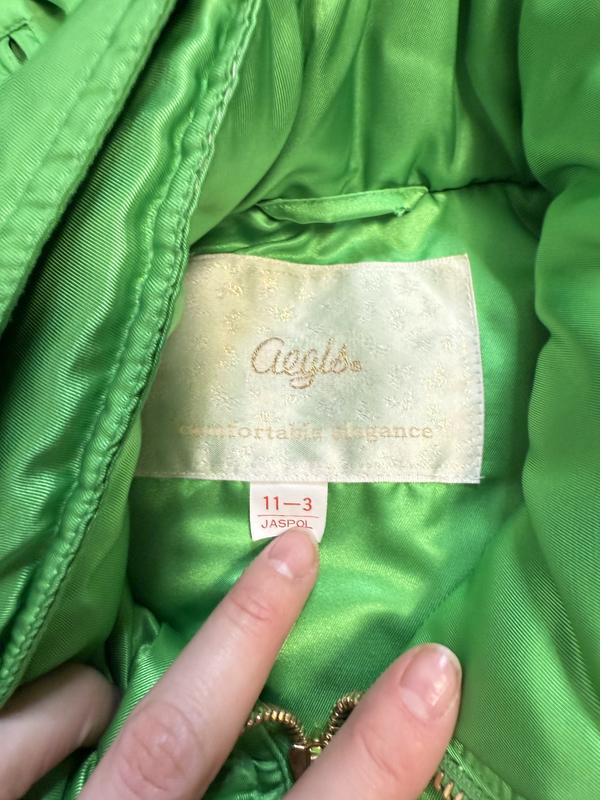 aegis®
comfortable elegance
11—3
JASPOL